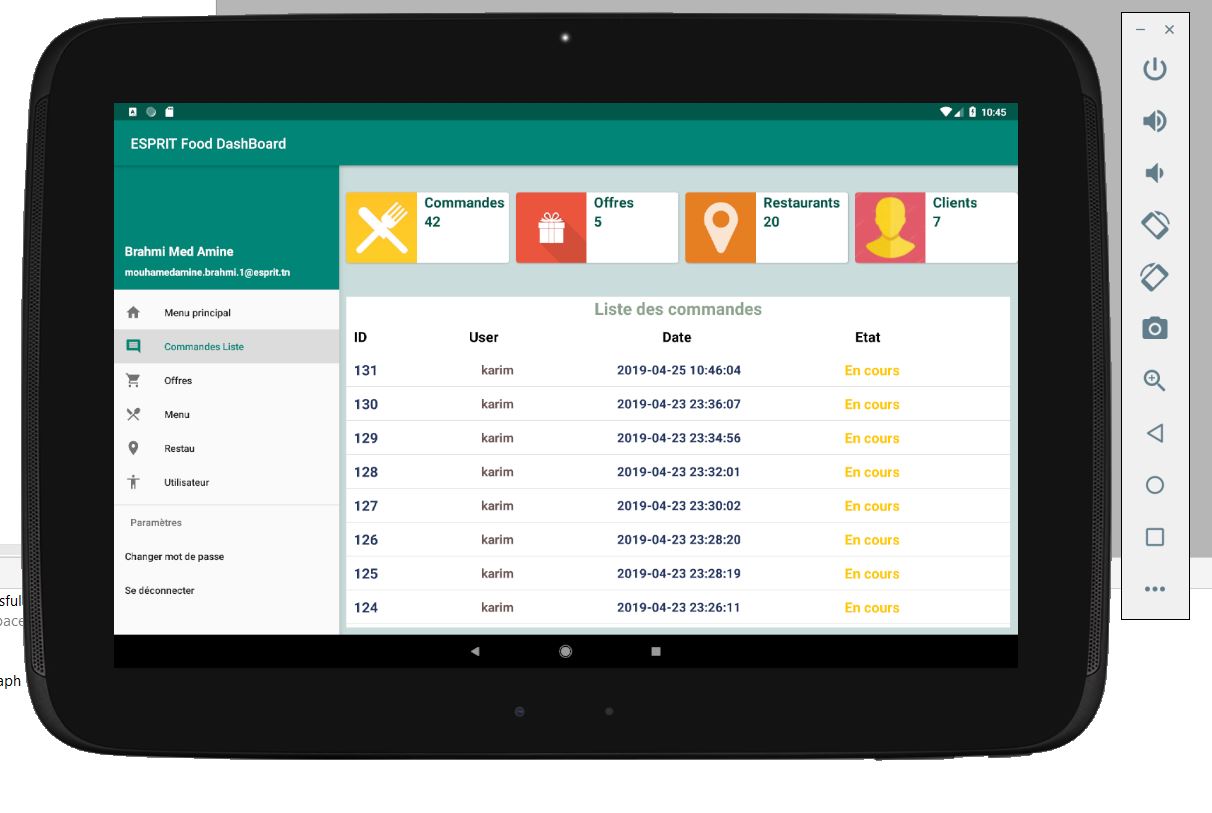 10:45
ESPRIT Food DashBoard
Brahmi Med Amine
mouhamedamine.brahmi.1@esprit.tn
Menu principal
Commandes Liste
Offres
Menu
Restau
Utilisateur
Paramètres
Changer mot de passe
Se déconnecter
Commandes
42
Offres
5
Restaurants
20
Clients
7
Liste des commandes
ID User Date Etat
131 karim 2019-04-25 10:46:04 En cours
130 karim 2019-04-23 23:36:07 En cours
129 karim 2019-04-23 23:34:56 En cours
128 karim 2019-04-23 23:32:01 En cours
127 karim 2019-04-23 23:30:02 En cours
126 karim 2019-04-23 23:28:20 En cours
125 karim 2019-04-23 23:28:19 En cours
124 karim 2019-04-23 23:26:11 En cours